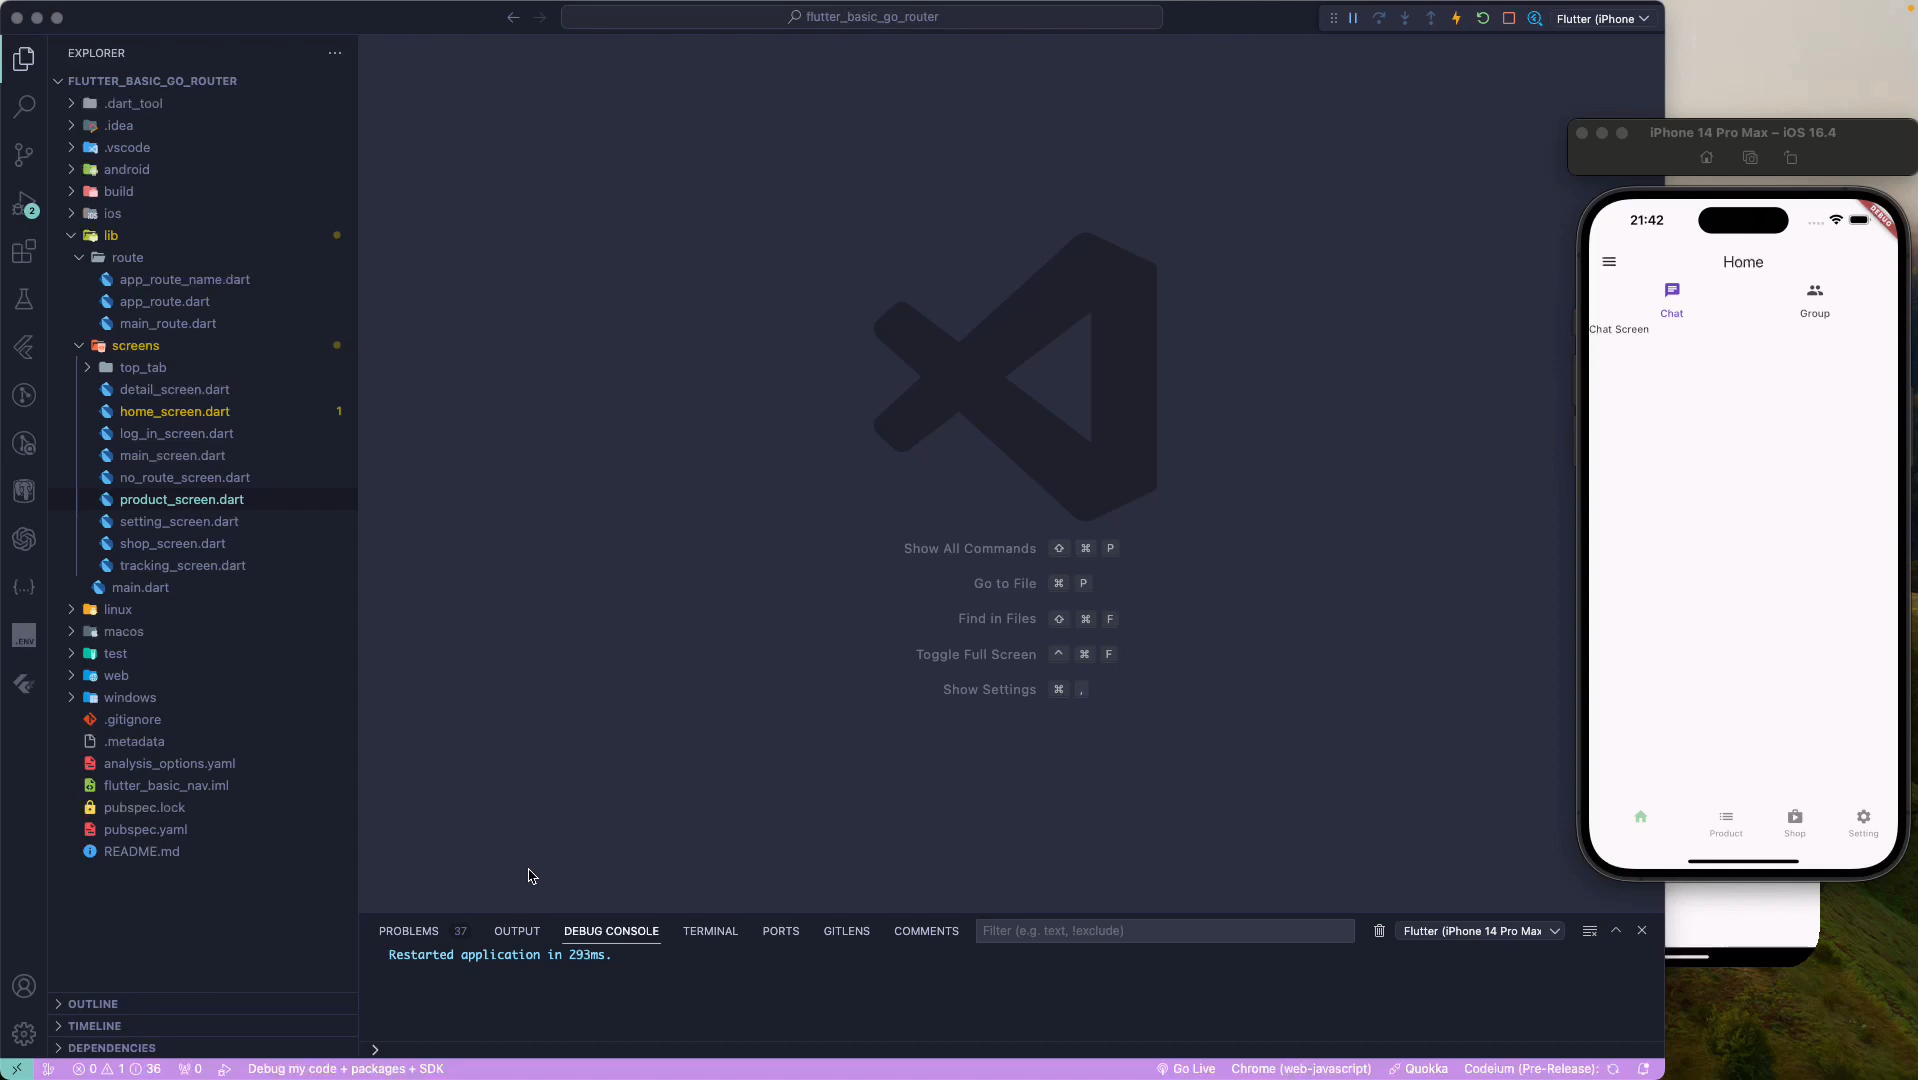 flutter_basic_go_router
Flutter (iPhone
EXPLORER
FLUTTER_BASIC_GO_ROUTER
.dart_tool
.idea
.vscode
android
build
ios
lib
route
app_route_name.dart
app_route.dart
main_route.dart
screens
top_tab
detail_screen.dart
home_screen.dart 1
log_in_screen.dart
main_screen.dart
no_route_screen.dart
product_screen.dart
setting_screen.dart
shop_screen.dart
tracking_screen.dart
main.dart
linux
macos
test
web
windows
.gitignore
.metadata
analysis_options.yaml
flutter_basic_nav.iml
pubspec.lock
pubspec.yaml
README.md
OUTLINE
TIMELINE
DEPENDENCIES
2
.ENV
Show All Commands ⇧ ⌘ P
Go to File ⌘ P
Find in Files ⇧ ⌘ F
Toggle Full Screen ^ ⌘ F
Show Settings ⌘ ,
PROBLEMS 37 OUTPUT DEBUG CONSOLE TERMINAL PORTS GITLENS COMMENTS Filter (e.g. text, !exclude) Flutter (iPhone 14 Pro Max
Restarted application in 293ms.
0 1 36 0 Debug my code + packages + SDK Go Live Chrome (web-javascript) Quokka Codeium (Pre-Release):
iPhone 14 Pro Max – iOS 16.4
21:42
DEBUG
Home
Chat Group
Chat Screen
Product Shop Setting